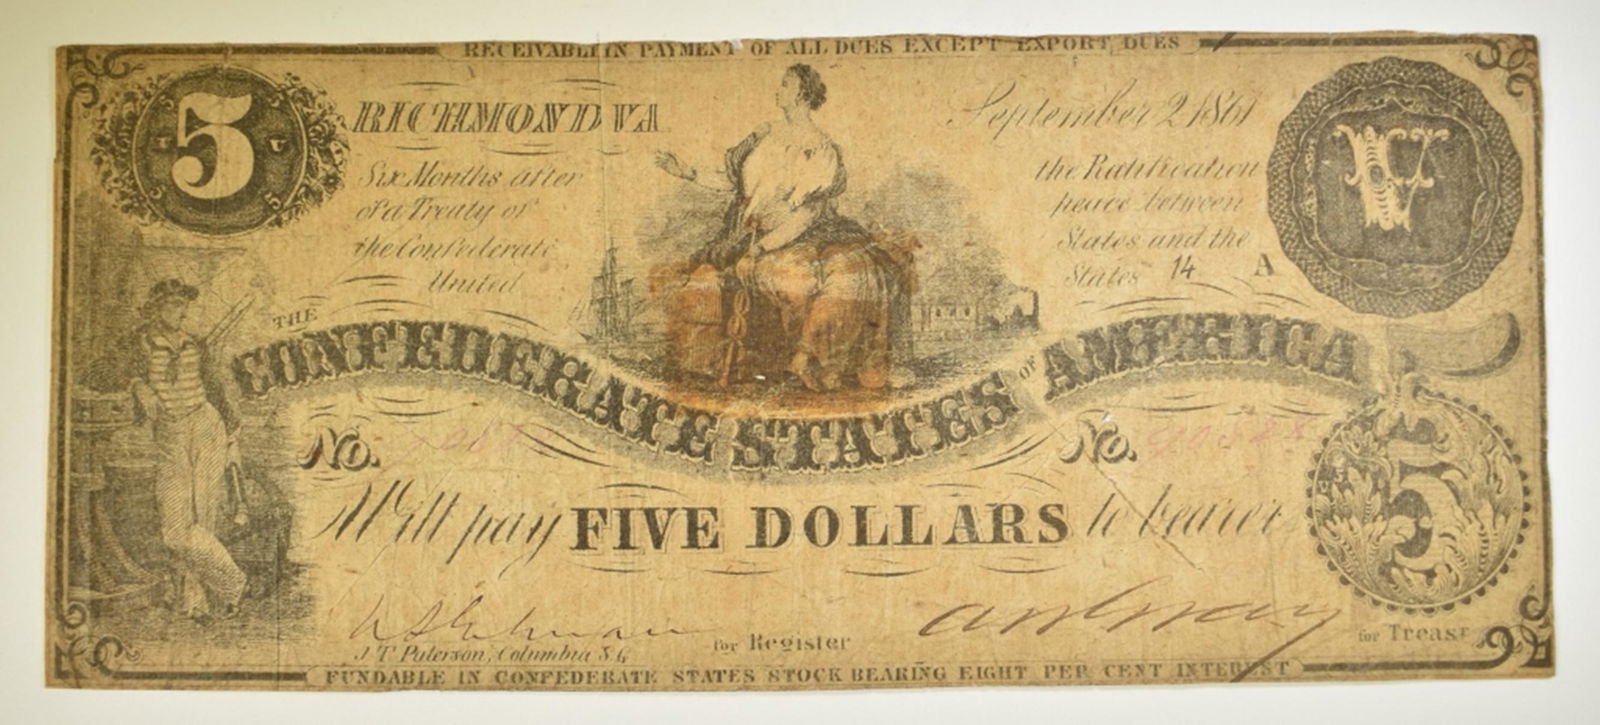 RECEIVABLE IN PAYMENT OF ALL DUES EXCEPT EXPORT DUES
5
RICHMOND VA
September 2, 1861
Six Months after the Ratification
of a Treaty of peace between
the Confederate States and the
United States 14 A
THE
CONFEDERATE STATES OF AMERICA
No. No.
Will pay FIVE DOLLARS to bearer
5
for Register
for Treasr
J T Paterson, Columbia S.C
FUNDABLE IN CONFEDERATE STATES STOCK BEARING EIGHT PER CENT INTEREST